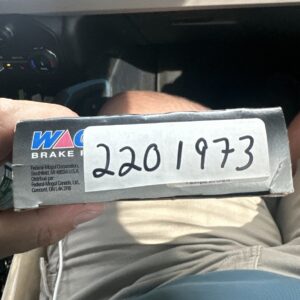 WAG
BRAKE P
2201973
Federal-Mogul Corporation,
Southfield, MI 48034 U.S.A.
Distribué par:
Federal-Mogul Canada, Ltd.,